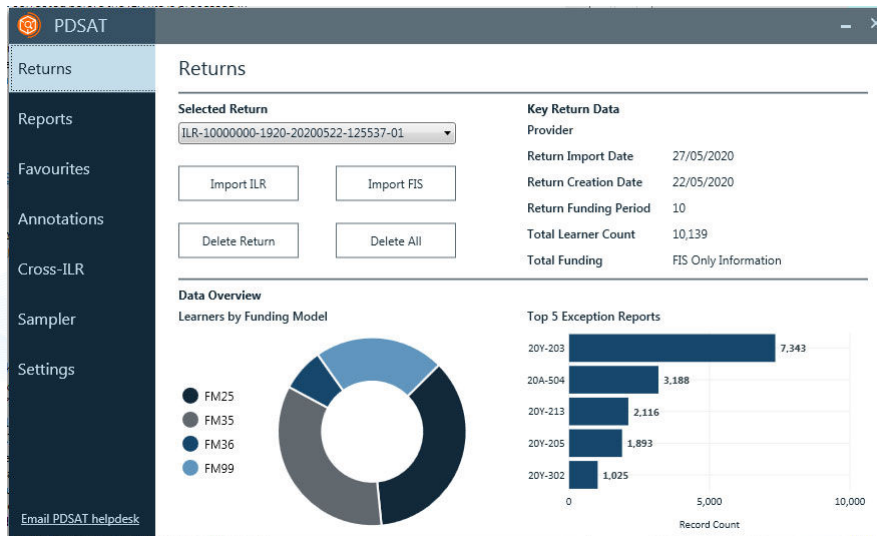 PDSAT
Returns
Reports
Favourites
Annotations
Cross-ILR
Sampler
Settings
Email PDSAT helpdesk
Returns
Selected Return
ILR-10000000-1920-20200522-125537-01
Import ILR
Import FIS
Delete Return
Delete All
Key Return Data
Provider
Return Import Date 27/05/2020
Return Creation Date 22/05/2020
Return Funding Period 10
Total Learner Count 10,139
Total Funding FIS Only Information
Data Overview
Learners by Funding Model
FM25
FM35
FM36
FM99
Top 5 Exception Reports
20Y-203 7,343
20A-504 3,188
20Y-213 2,116
20Y-205 1,893
20Y-302 1,025
0 5,000 10,000
Record Count